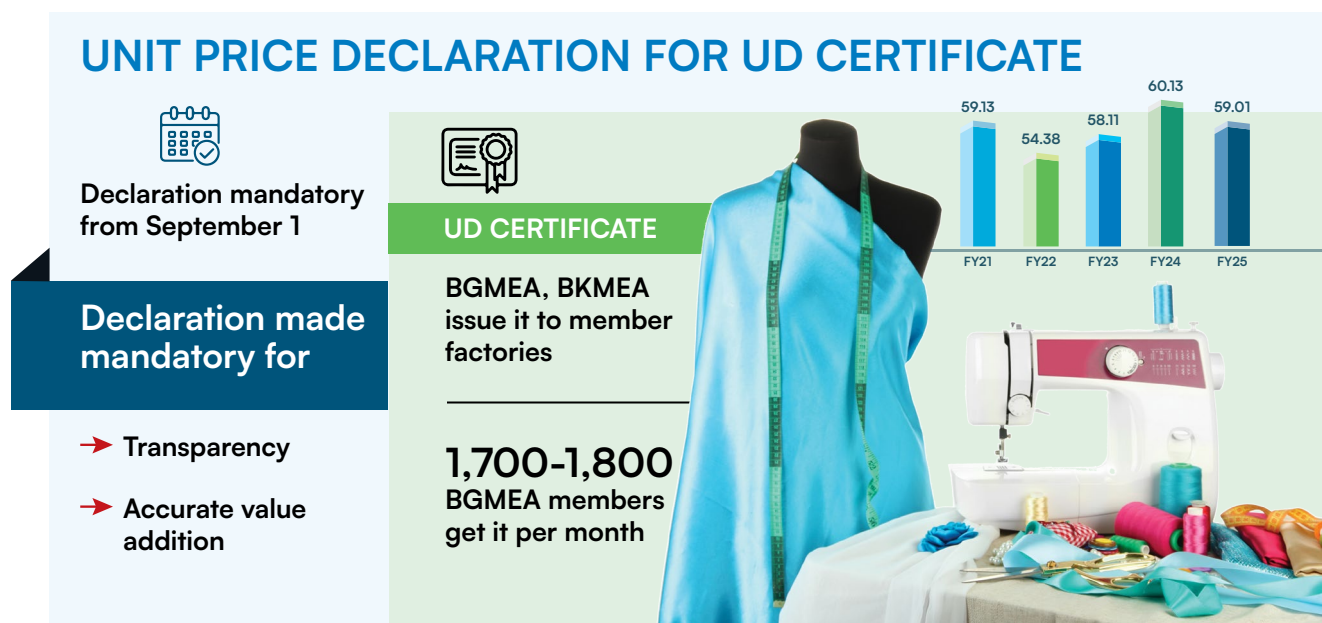 UNIT PRICE DECLARATION FOR UD CERTIFICATE
Declaration mandatory
from September 1
Declaration made
mandatory for
Transparency
Accurate value
addition
UD CERTIFICATE
BGMEA, BKMEA
issue it to member
factories
1,700-1,800
BGMEA members
get it per month
59.13
54.38
58.11
60.13
59.01
FY21
FY22
FY23
FY24
FY25